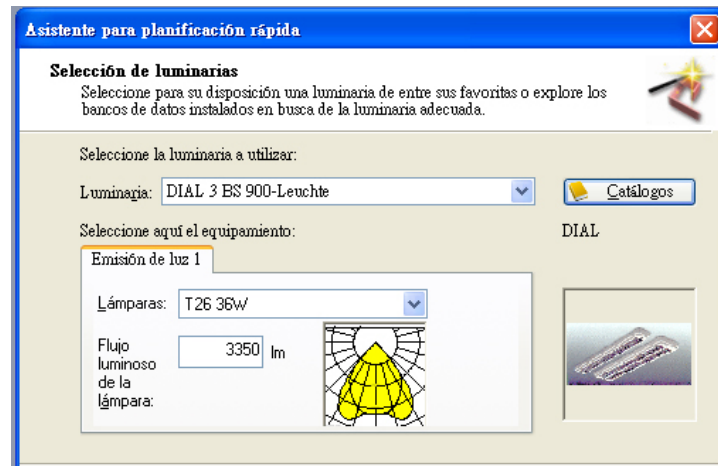 Asistente para planificación rápida
Selección de luminarias
Seleccione para su disposición una luminaria de entre sus favoritas o explore los
bancos de datos instalados en busca de la luminaria adecuada.
Seleccione la luminaria a utilizar:
Luminaria: DIAL 3 BS 900-Leuchte
Catálogos
Seleccione aquí el equipamiento:
DIAL
Emisión de luz 1
Lámparas: T26 36W
Flujo
luminoso
de la
lámpara:
3350 lm